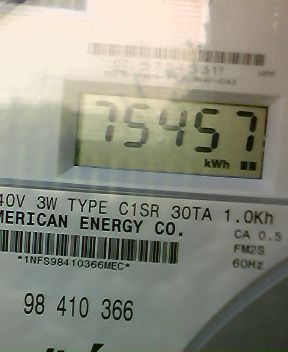 75457
kWh
40V 3W TYPE C1SR 30TA 1.0Kh
MERICAN ENERGY CO.
CA 0.5
*1NFS98410366MEC*
FM2S
60Hz
98 410 366